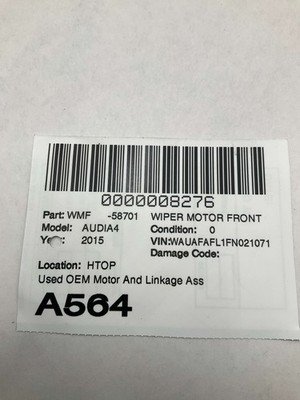 0000008276
Part: WMF -58701 WIPER MOTOR FRONT
Model: AUDIA4 Condition: 0
2015 VIN:WAUAFAFL1FN021071
Damage Code:
Location: HTOP
Used OEM Motor And Linkage Ass
A564